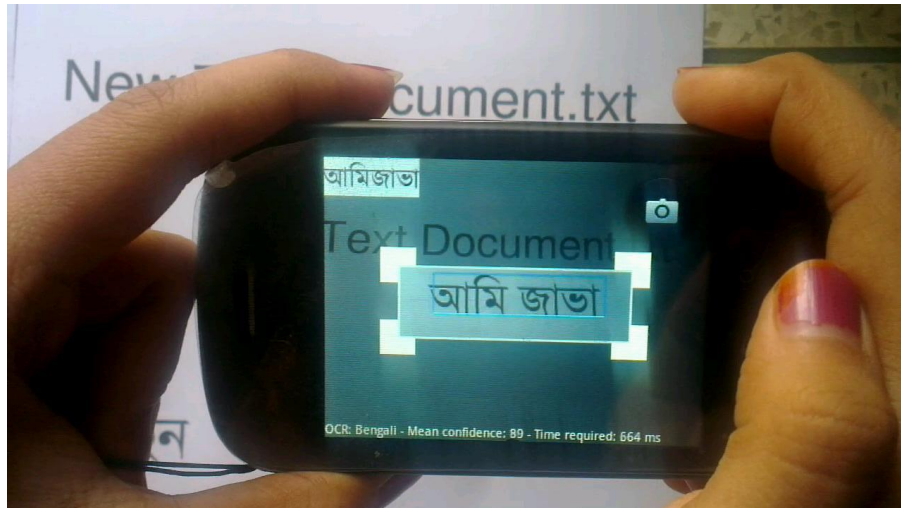 New cument.txt
আমিজাভা
Text Document
আমি জাভা
OCR: Bengali - Mean confidence: 89 - Time required: 664 ms